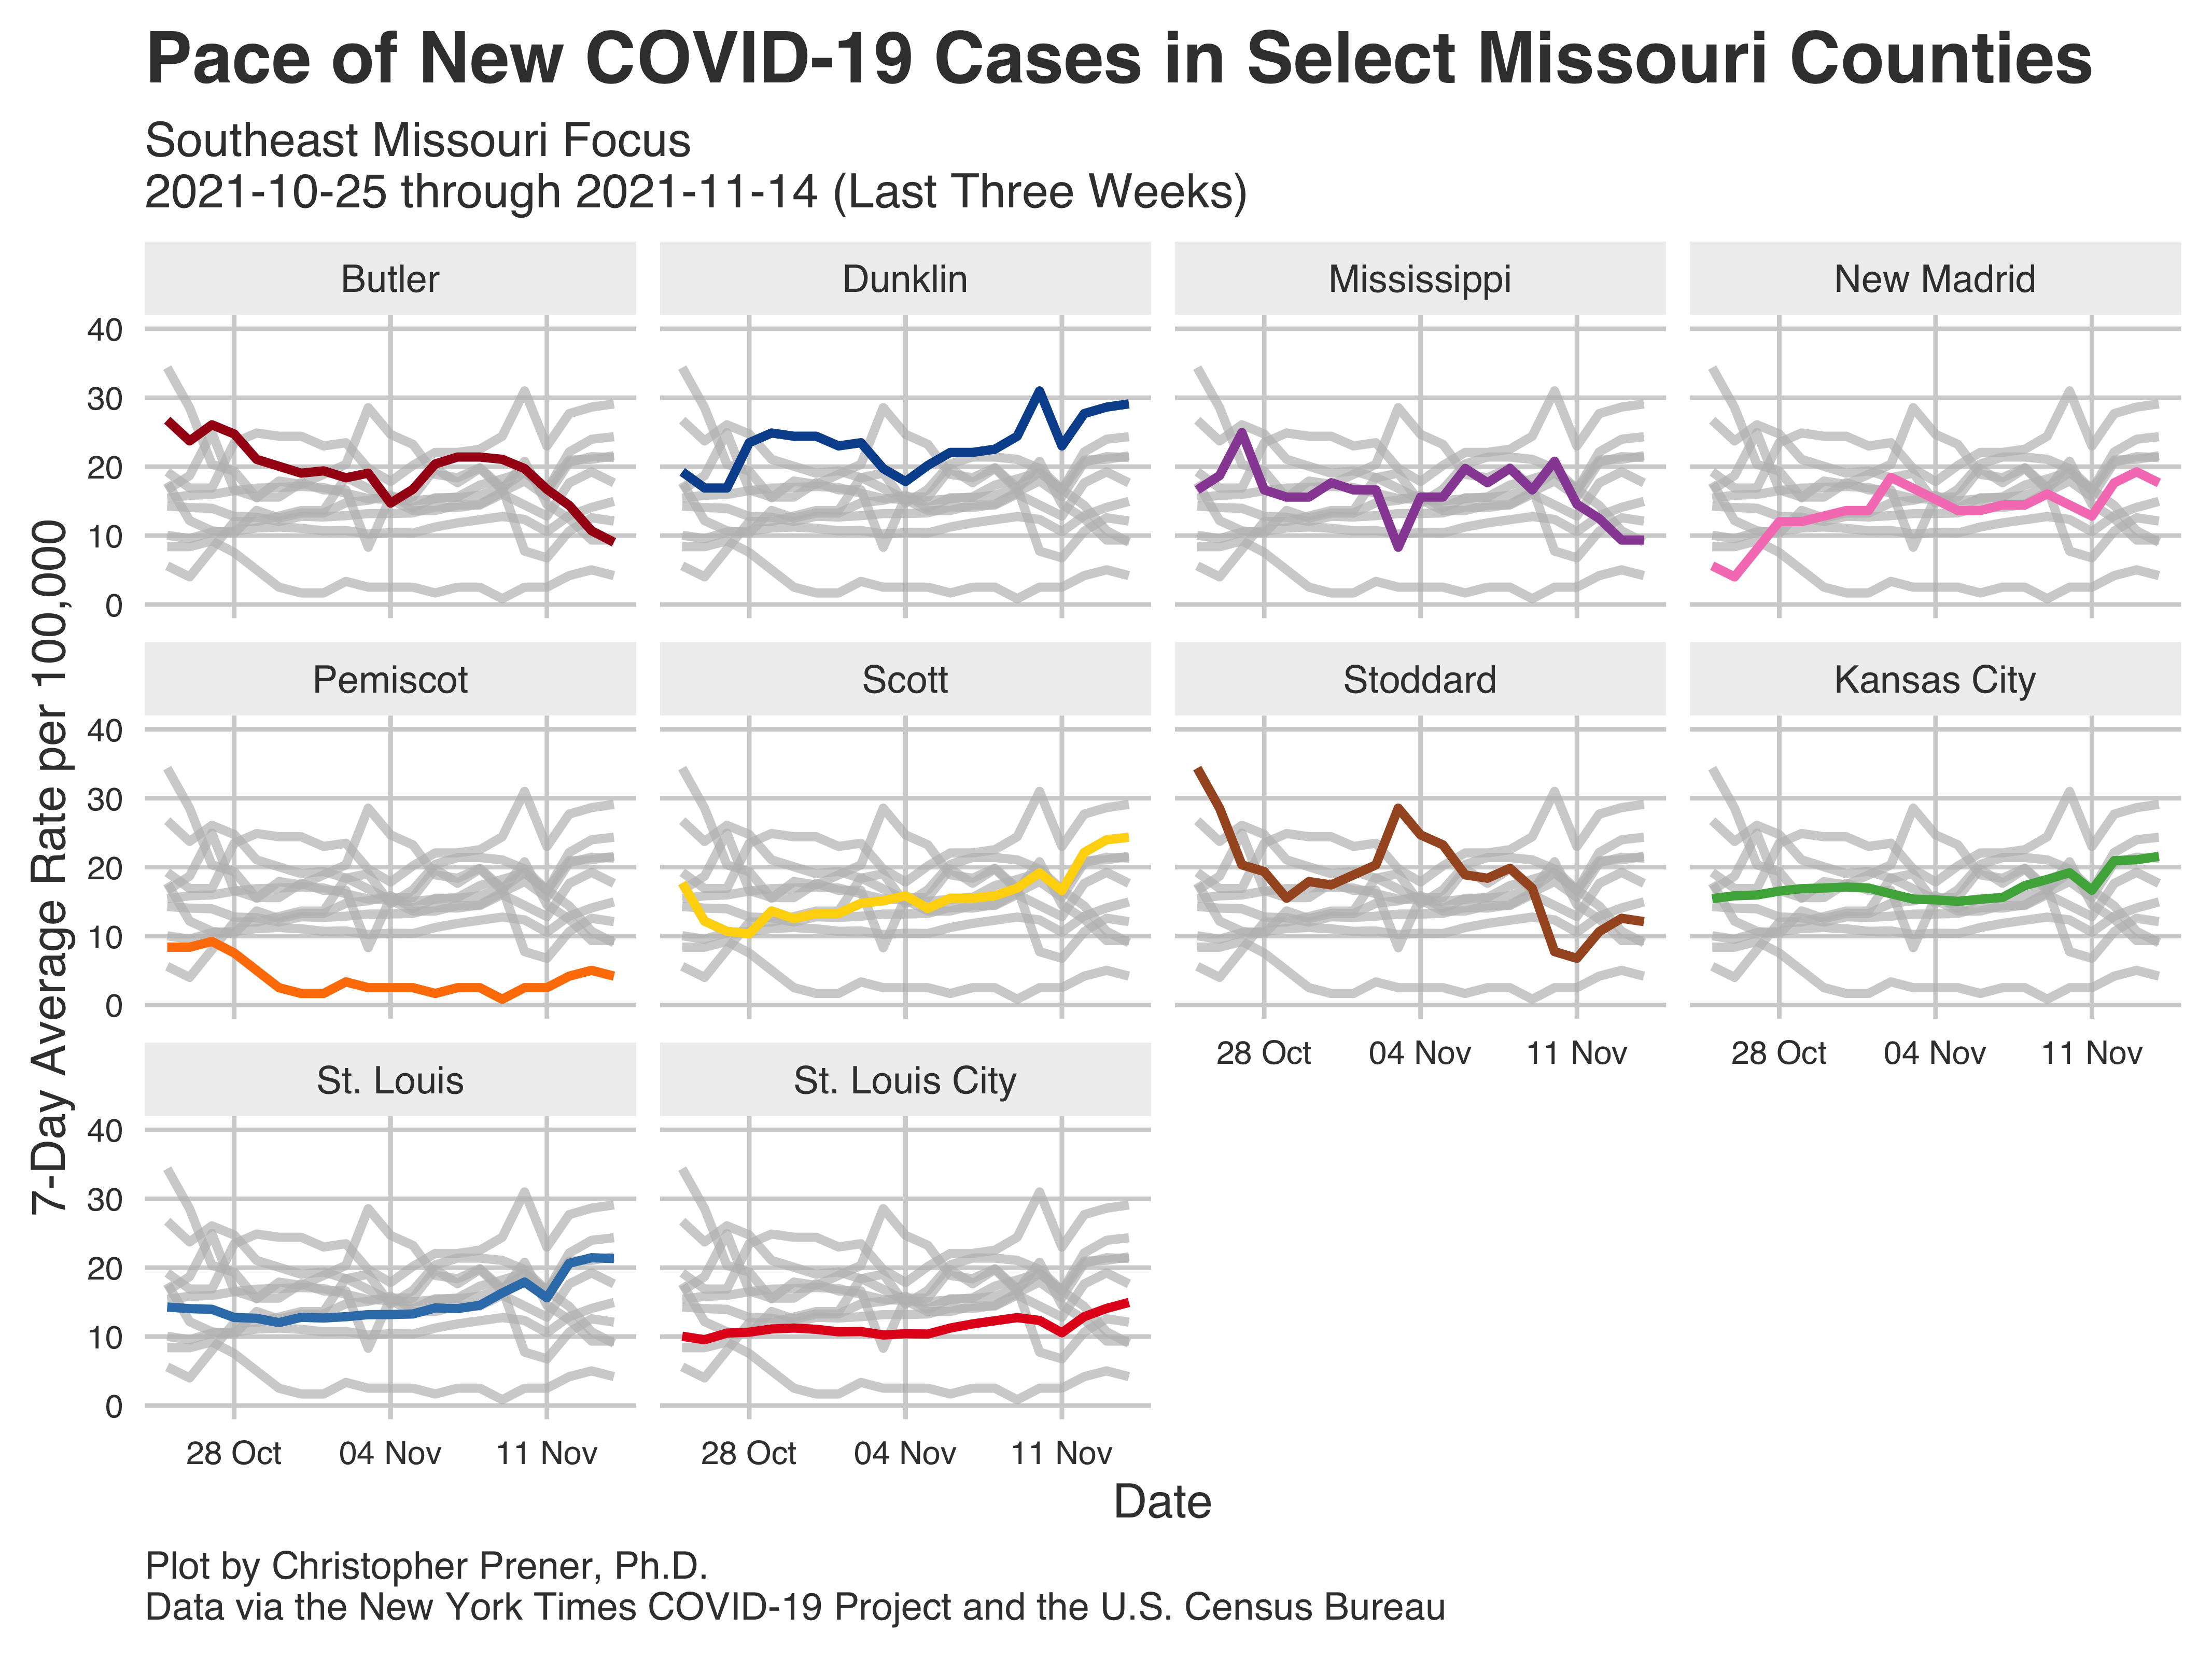 Pace of New COVID-19 Cases in Select Missouri Counties
Southeast Missouri Focus
2021-10-25 through 2021-11-14 (Last Three Weeks)
7-Day Average Rate per 100,000
Butler
Dunklin
Mississippi
New Madrid
40
30
20
10
0
Pemiscot
Scott
Stoddard
Kansas City
40
30
20
10
0
28 Oct
04 Nov
11 Nov
28 Oct
04 Nov
11 Nov
St. Louis
St. Louis City
40
30
20
10
0
28 Oct
04 Nov
11 Nov
28 Oct
04 Nov
11 Nov
Date
Plot by Christopher Prener, Ph.D.
Data via the New York Times COVID-19 Project and the U.S. Census Bureau